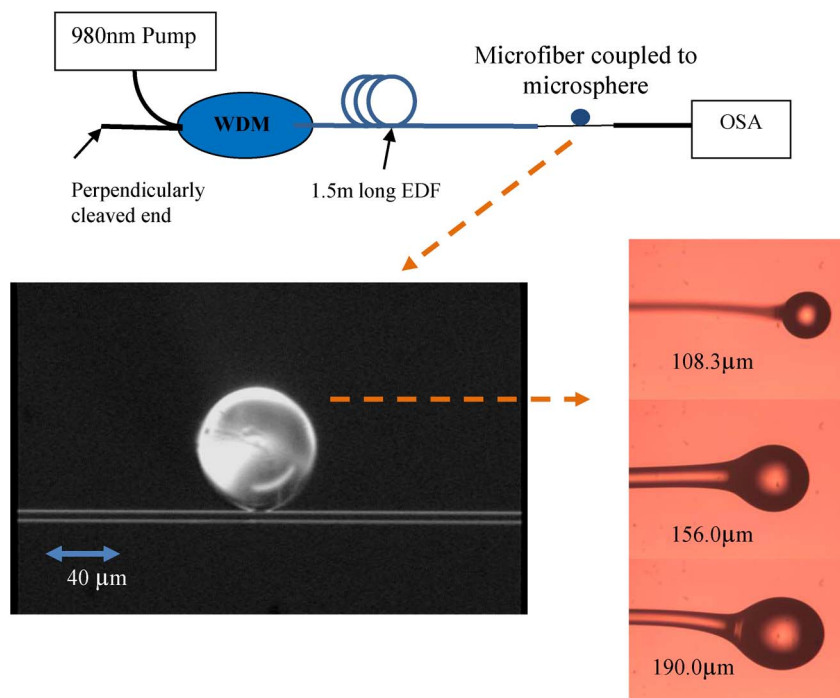 980nm Pump
WDM
Microfiber coupled to
microsphere
OSA
Perpendicularly
cleaved end
1.5m long EDF
40 μm
108.3μm
156.0μm
190.0μm